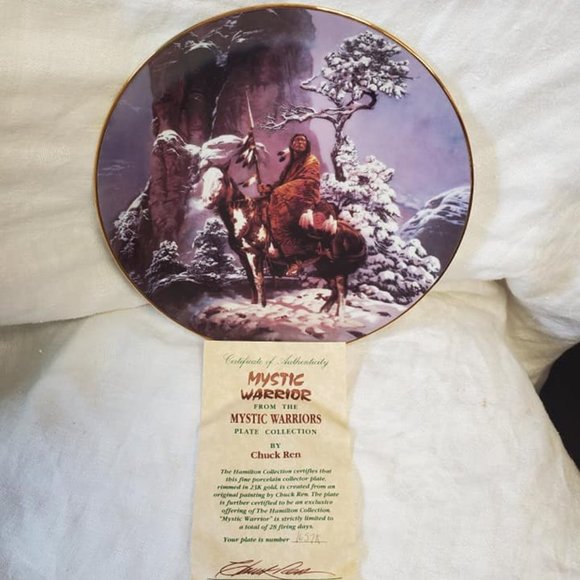 Certificate of Authenticity
MYSTIC
WARRIOR
FROM THE
MYSTIC WARRIORS
PLATE COLLECTION
BY
Chuck Ren
The Hamilton Collection certifies that
this fine porcelain collector plate,
rimmed in 23K gold, is created from an
original painting by Chuck Ren. The plate
is further certified to be an exclusive
offering of The Hamilton Collection.
"Mystic Warrior" is strictly limited to
a total of 28 firing days.
Your plate is number
Chuck Ren